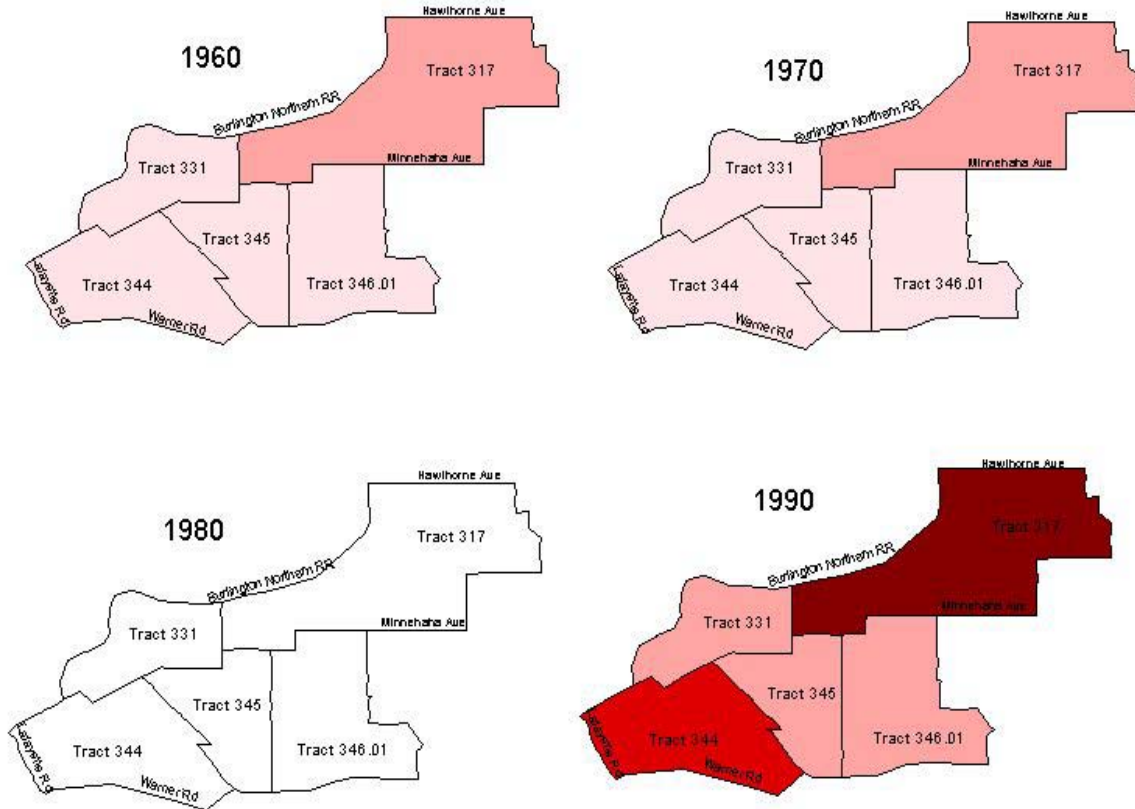 1960
Hawthorne Ave
Tract 317
Burlington Northern RR
Minnehaha Ave
Tract 331
Tract 345
Tract 344
Tract 346.01
Lafayette Rd
Warner Rd
1970
Hawthorne Ave
Tract 317
Burlington Northern RR
Minnehaha Ave
Tract 331
Tract 345
Tract 344
Tract 346.01
Lafayette Rd
Warner Rd
1980
Hawthorne Ave
Tract 317
Burlington Northern RR
Minnehaha Ave
Tract 331
Tract 345
Tract 344
Tract 346.01
Lafayette Rd
Warner Rd
1990
Hawthorne Ave
Tract 317
Burlington Northern RR
Minnehaha Ave
Tract 331
Tract 345
Tract 344
Tract 346.01
Lafayette Rd
Warner Rd